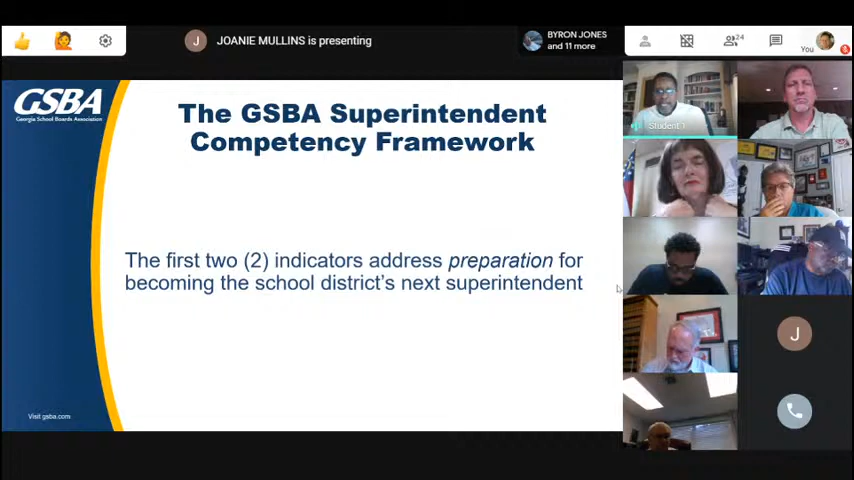 J
JOANIE MULLINS is presenting
BYRON JONES
and 11 more
24
You
GSBA
Georgia School Boards Association
The GSBA Superintendent
Competency Framework
The first two (2) indicators address preparation for
becoming the school district's next superintendent
Visit gsba.com
Student 1
J